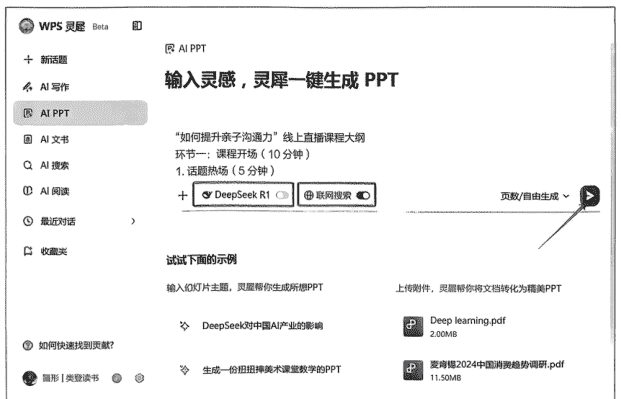 WPS 灵犀 Beta
新话题
AI 写作
AI PPT
AI 文书
AI 搜索
AI 阅读
最近对话
收藏夹
如何快速找到灵犀?
简形 | 类登读书
AI PPT
输入灵感，灵犀一键生成 PPT
“如何提升亲子沟通力”线上直播课程大纲
环节一：课程开场（10 分钟）
1. 话题热场（5 分钟）
DeepSeek R1 联网搜索 页数/自由生成
试试下面的示例
输入幻灯片主题，灵犀帮你生成所想PPT
DeepSeek对中国AI产业的影响
生成一份扭扭棒美术课堂教学的PPT
上传附件，灵犀帮你将文档转化为精美PPT
Deep learning.pdf
2.00MB
麦肯锡2024中国消费趋势调研.pdf
11.50MB